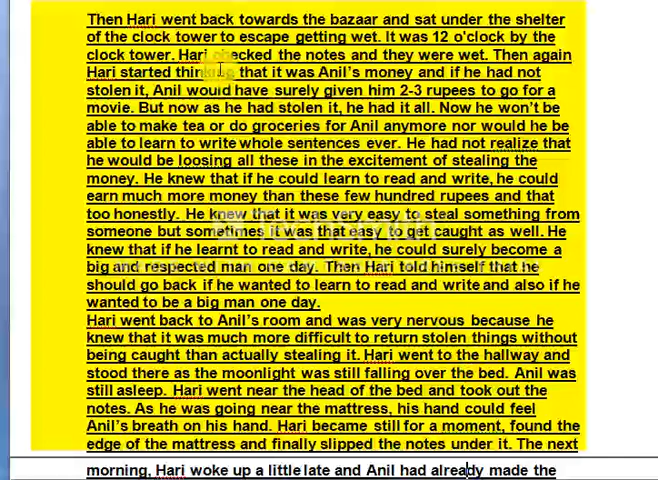 Then Hari went back towards the bazaar and sat under the shelter
of the clock tower to escape getting wet. It was 12 o'clock by the
clock tower. Hari checked the notes and they were wet. Then again
Hari started thinking that it was Anil's money and if he had not
stolen it, Anil would have surely given him 2-3 rupees to go for a
movie. But now as he had stolen it, he had it all. Now he won't be
able to make tea or do groceries for Anil anymore nor would he be
able to learn to write whole sentences ever. He had not realize that
he would be loosing all these in the excitement of stealing the
money. He knew that if he could learn to read and write, he could
earn much more money than these few hundred rupees and that
too honestly. He knew that it was very easy to steal something from
someone but sometimes it was that easy to get caught as well. He
knew that if he learnt to read and write, he could surely become a
big and respected man one day. Then Hari told himself that he
should go back if he wanted to learn to read and write and also if he
wanted to be a big man one day.
Hari went back to Anil's room and was very nervous because he
knew that it was much more difficult to return stolen things without
being caught than actually stealing it. Hari went to the hallway and
stood there as the moonlight was still falling over the bed. Anil was
still asleep. Hari went near the head of the bed and took out the
notes. As he was going near the mattress, his hand could feel
Anil's breath on his hand. Hari became still for a moment, found the
edge of the mattress and finally slipped the notes under it. The next
morning, Hari woke up a little late and Anil had already made the